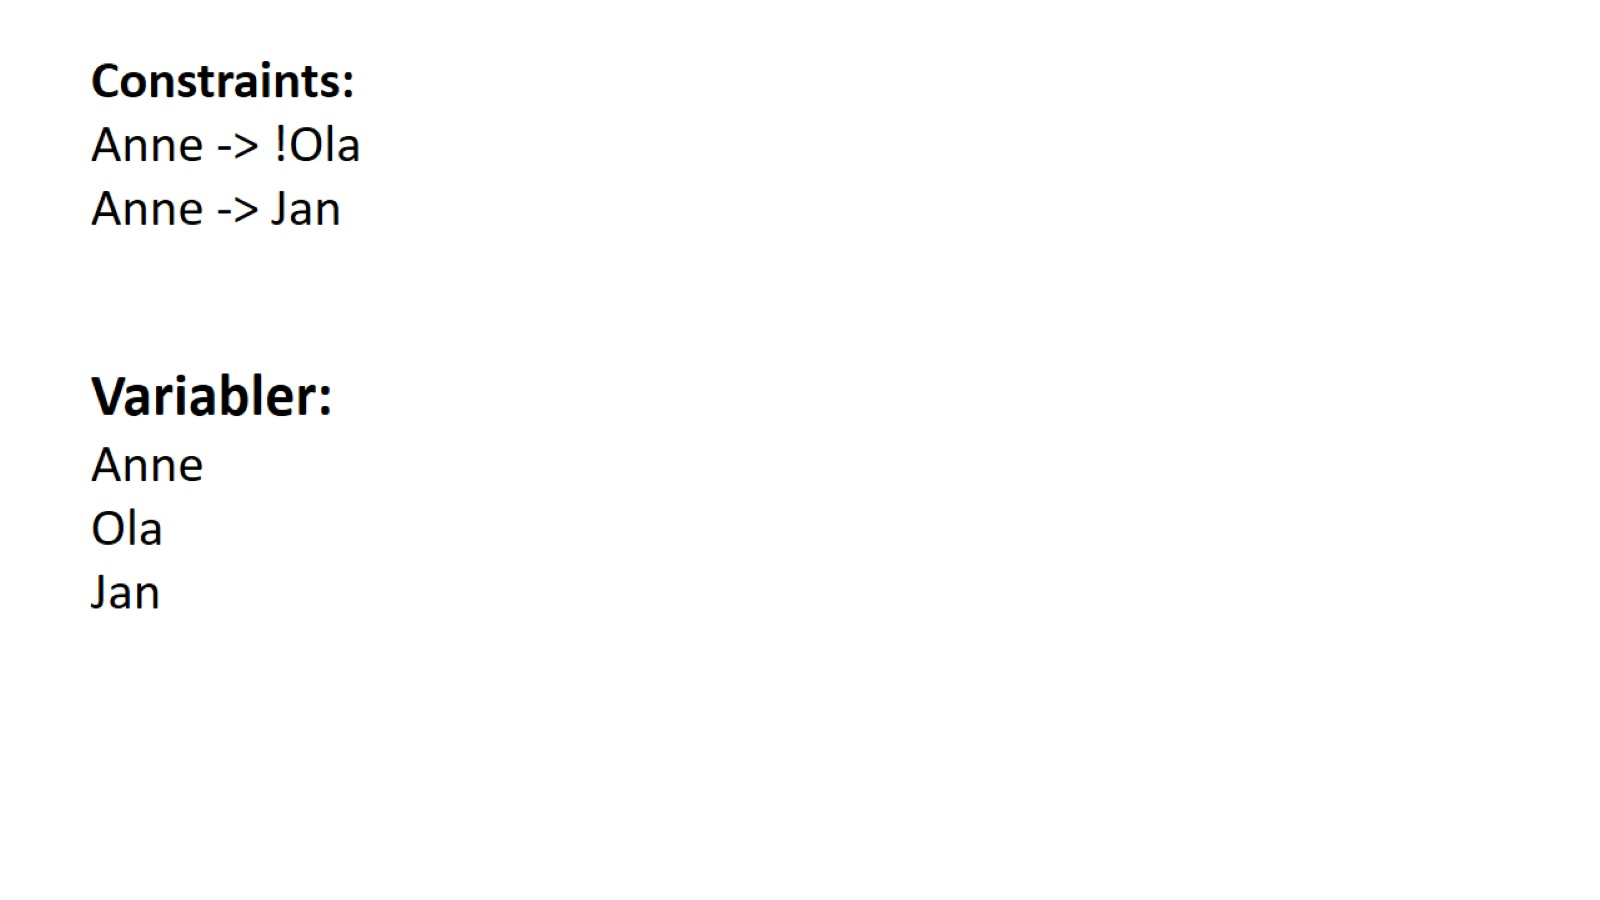 Constraints:
Anne -> !Ola
Anne -> Jan
Variabler:
Anne
Ola
Jan